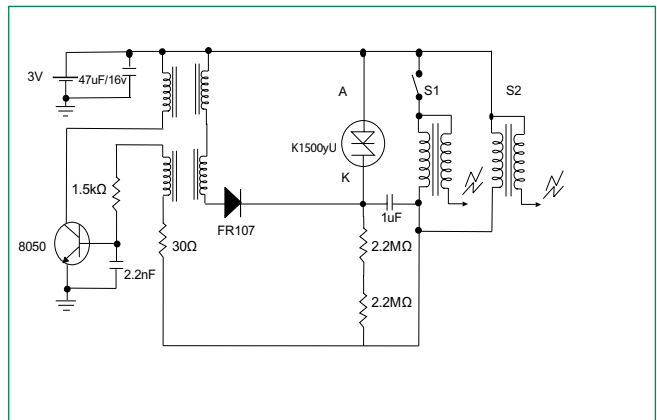 3V
47uF/16v
A
S1
S2
K1500yU
K
1.5kΩ
FR107
1uF
8050
30Ω
2.2MΩ
2.2nF
2.2MΩ